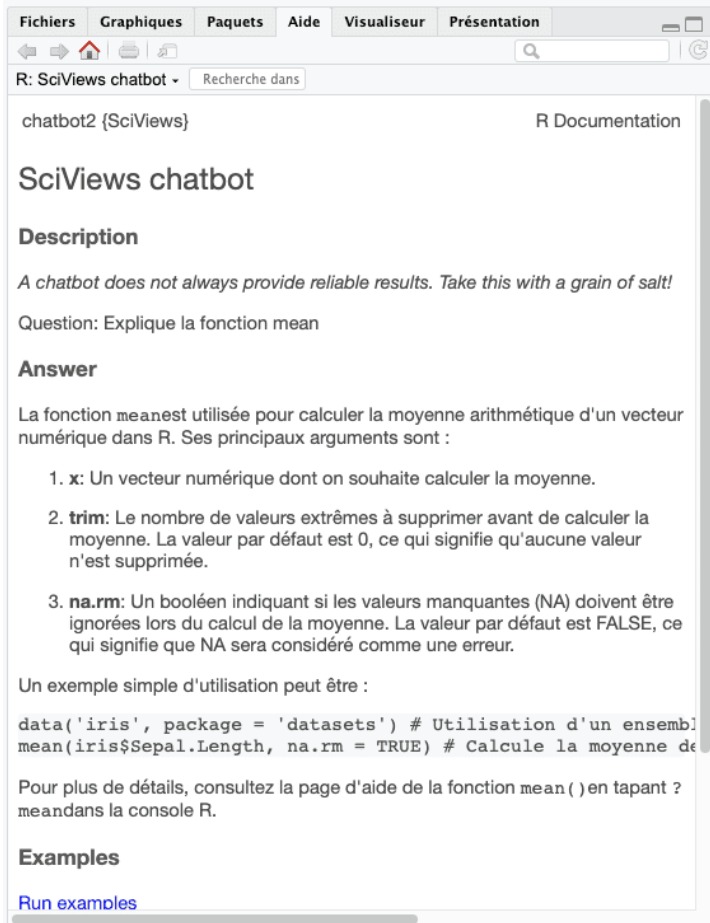 Fichiers Graphiques Paquets Aide Visualiseur Présentation
R: SciViews chatbot Recherche dans
chatbot2 {SciViews} R Documentation
SciViews chatbot
Description
A chatbot does not always provide reliable results. Take this with a grain of salt!
Question: Explique la fonction mean
Answer
La fonction meanest utilisée pour calculer la moyenne arithmétique d'un vecteur
numérique dans R. Ses principaux arguments sont :
1. x: Un vecteur numérique dont on souhaite calculer la moyenne.
2. trim: Le nombre de valeurs extrêmes à supprimer avant de calculer la
moyenne. La valeur par défaut est 0, ce qui signifie qu'aucune valeur
n'est supprimée.
3. na.rm: Un booléen indiquant si les valeurs manquantes (NA) doivent être
ignorées lors du calcul de la moyenne. La valeur par défaut est FALSE, ce
qui signifie que NA sera considéré comme une erreur.
Un exemple simple d'utilisation peut être :
data('iris', package = 'datasets') # Utilisation d'un
mean(iris$Sepal.Length, na.rm = TRUE) # Calcule la moyenne de
Pour plus de détails, consultez la page d'aide de la fonction mean()en tapant ?
meandans la console R.
Examples
Run examples